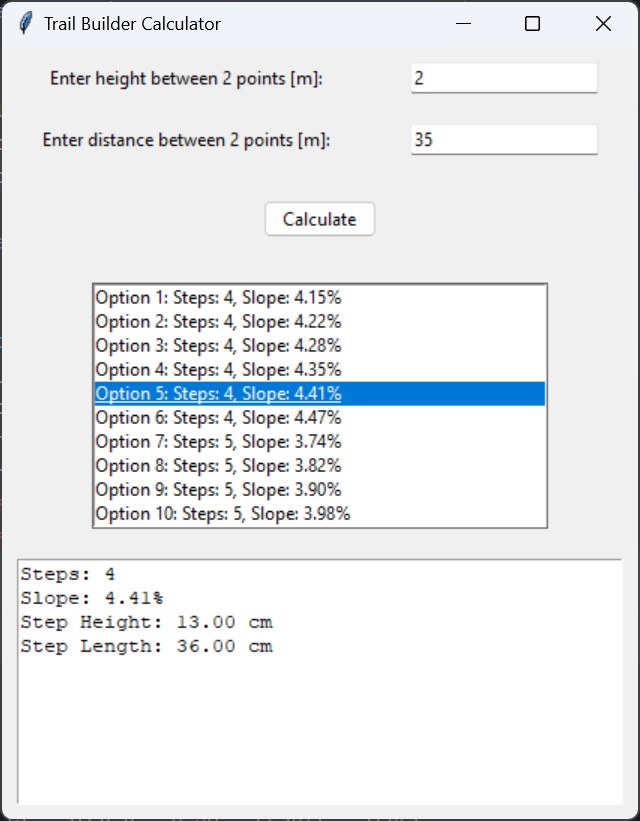 Trail Builder Calculator
Enter height between 2 points [m]: 2
Enter distance between 2 points [m]: 35
Calculate
Option 1: Steps: 4, Slope: 4.15%
Option 2: Steps: 4, Slope: 4.22%
Option 3: Steps: 4, Slope: 4.28%
Option 4: Steps: 4, Slope: 4.35%
Option 5: Steps: 4, Slope: 4.41%
Option 6: Steps: 4, Slope: 4.47%
Option 7: Steps: 5, Slope: 3.74%
Option 8: Steps: 5, Slope: 3.82%
Option 9: Steps: 5, Slope: 3.90%
Option 10: Steps: 5, Slope: 3.98%
Steps: 4
Slope: 4.41%
Step Height: 13.00 cm
Step Length: 36.00 cm